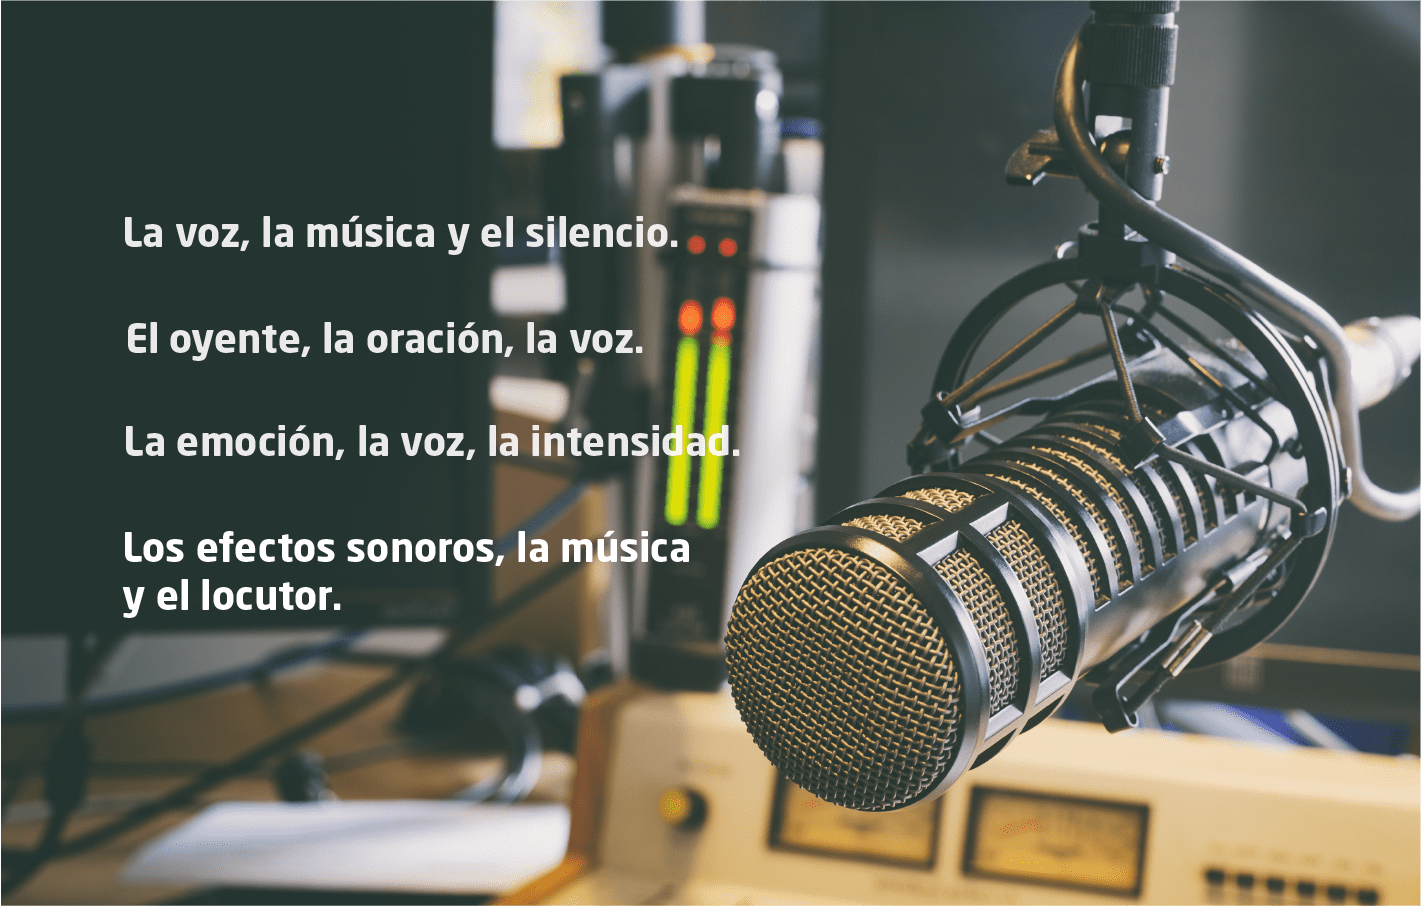 La voz, la música y el silencio.
El oyente, la oración, la voz.
La emoción, la voz, la intensidad.
Los efectos sonoros, la música
y el locutor.